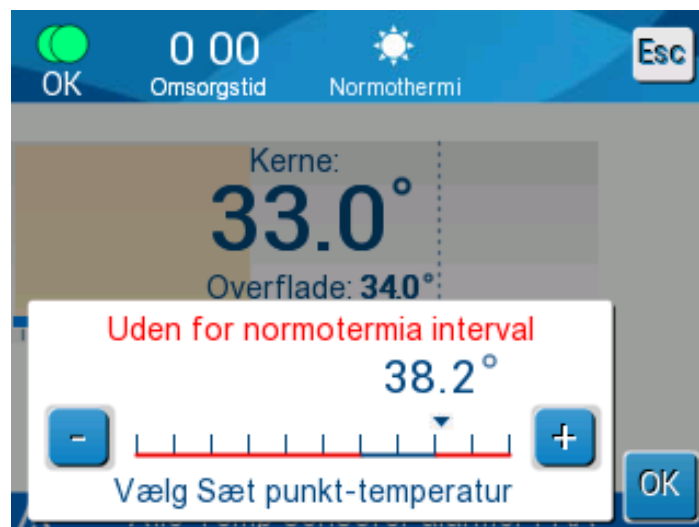 OK
0 00
Omsorgstid
Normothermi
Esc
Kerne:
33.0°
Overflade: 34.0°
Uden for normotermia interval
38.2°
-
+
Vælg Sæt punkt-temperatur
OK